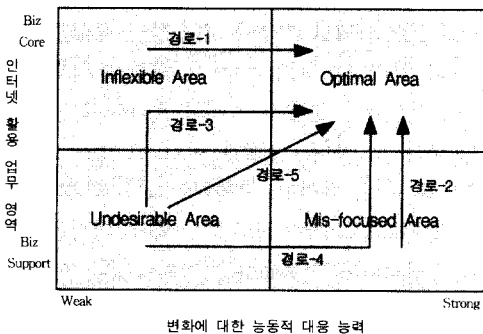 Biz
Core
경로-1
Inflexible Area
Optimal Area
경로-3
인터넷 활용 업무 영역
경로-5
경로-2
Undesirable Area
Mis-focused Area
Biz
Support
경로-4
Weak
Strong
변화에 대한 능동적 대응 능력